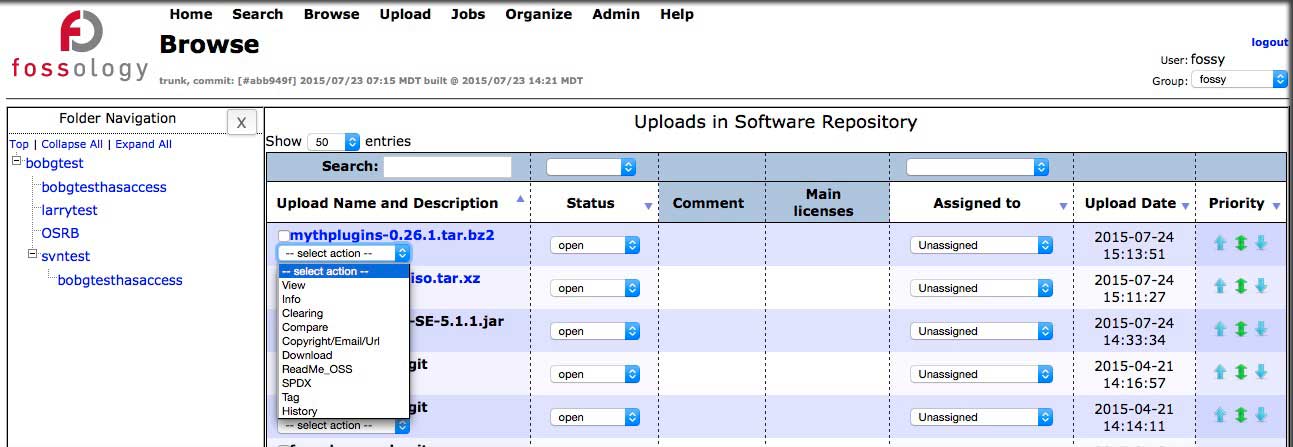 Home Search Browse Upload Jobs Organize Admin Help
fossology
Browse
trunk, commit: [#abb949f] 2015/07/23 07:15 MDT built @ 2015/07/23 14:21 MDT
logout
User: fossy
Group: fossy
Folder Navigation X
Top | Collapse All | Expand All
bobgtest
bobgtesthasaccess
larrytest
OSRB
svntest
bobgtesthasaccess
Uploads in Software Repository
Show 50 entries
Search:
Upload Name and Description Status Comment Main licenses Assigned to Upload Date Priority
mythplugins-0.26.1.tar.bz2 open Unassigned 2015-07-24 15:13:51
-- select action --
-- select action --
View
Info
Clearing
Compare
Copyright/Email/Url
Download
ReadMe_OSS
SPDX
Tag
History
iso.tar.xz open Unassigned 2015-07-24 15:11:27
-SE-5.1.1.jar open Unassigned 2015-07-24 14:33:34
git open Unassigned 2015-04-21 14:16:57
git open Unassigned 2015-04-21 14:14:11
-- select action --